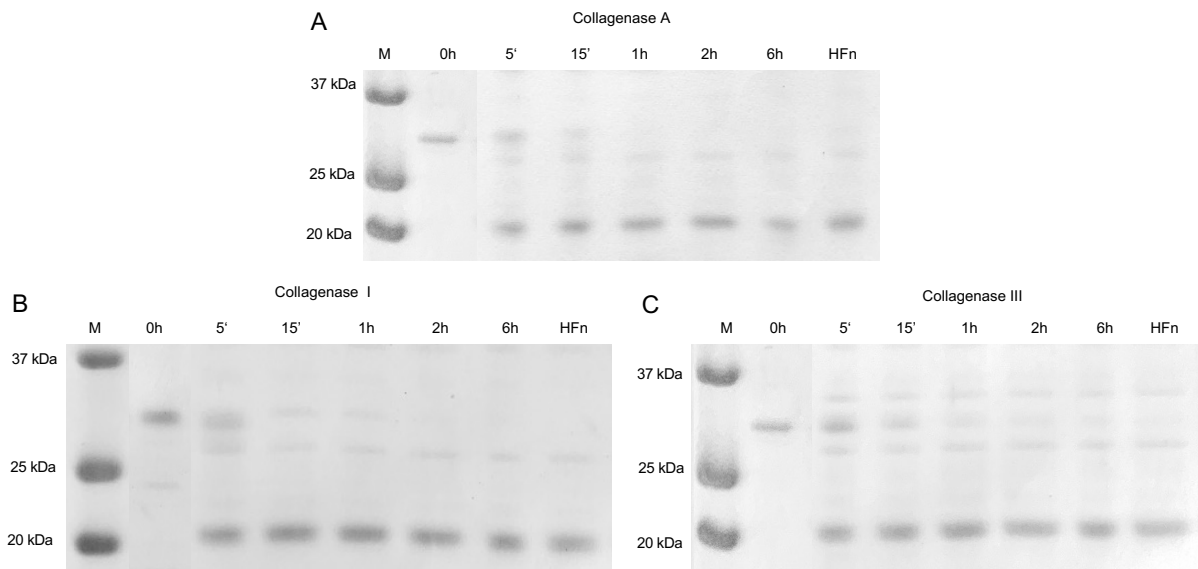 A
Collagenase A
M 0h 5‘ 15’ 1h 2h 6h HFn
37 kDa
25 kDa
20 kDa
B
Collagenase I
M 0h 5‘ 15’ 1h 2h 6h HFn
37 kDa
25 kDa
20 kDa
C
Collagenase III
M 0h 5‘ 15’ 1h 2h 6h HFn
37 kDa
25 kDa
20 kDa